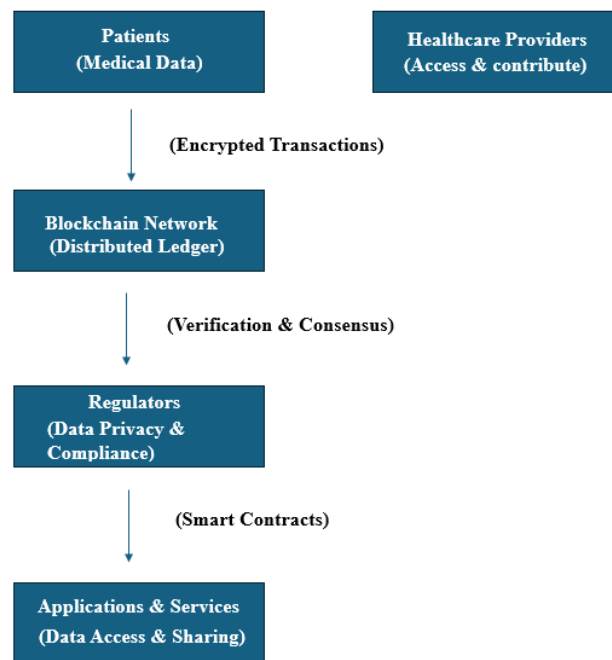 Patients
(Medical Data)
Healthcare Providers
(Access & contribute)
(Encrypted Transactions)
Blockchain Network
(Distributed Ledger)
(Verification & Consensus)
Regulators
(Data Privacy &
Compliance)
(Smart Contracts)
Applications & Services
(Data Access & Sharing)